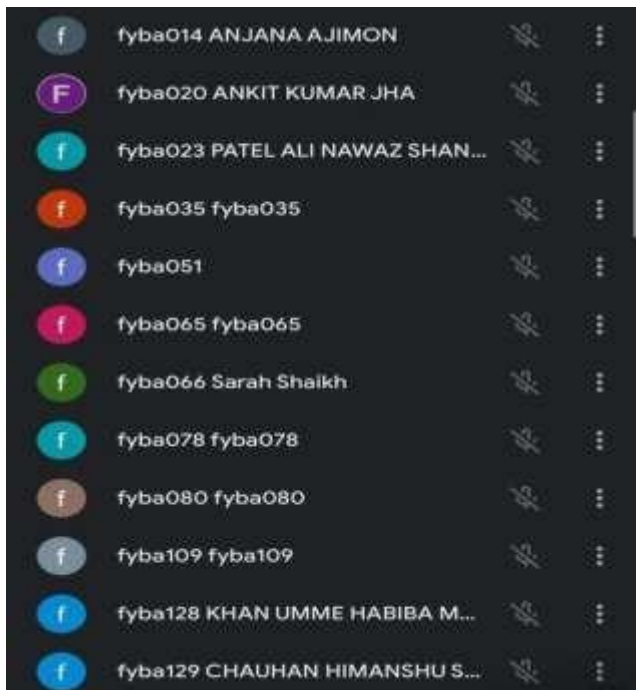 f fyba014 ANJANA AJIMON
F fyba020 ANKIT KUMAR JHA
f fyba023 PATEL ALI NAWAZ SHAN...
f fyba035 fyba035
f fyba051
f fyba065 fyba065
f fyba066 Sarah Shaikh
f fyba078 fyba078
f fyba080 fyba080
f fyba109 fyba109
f fyba128 KHAN UMME HABIBA M...
f fyba129 CHAUHAN HIMANSHU S...